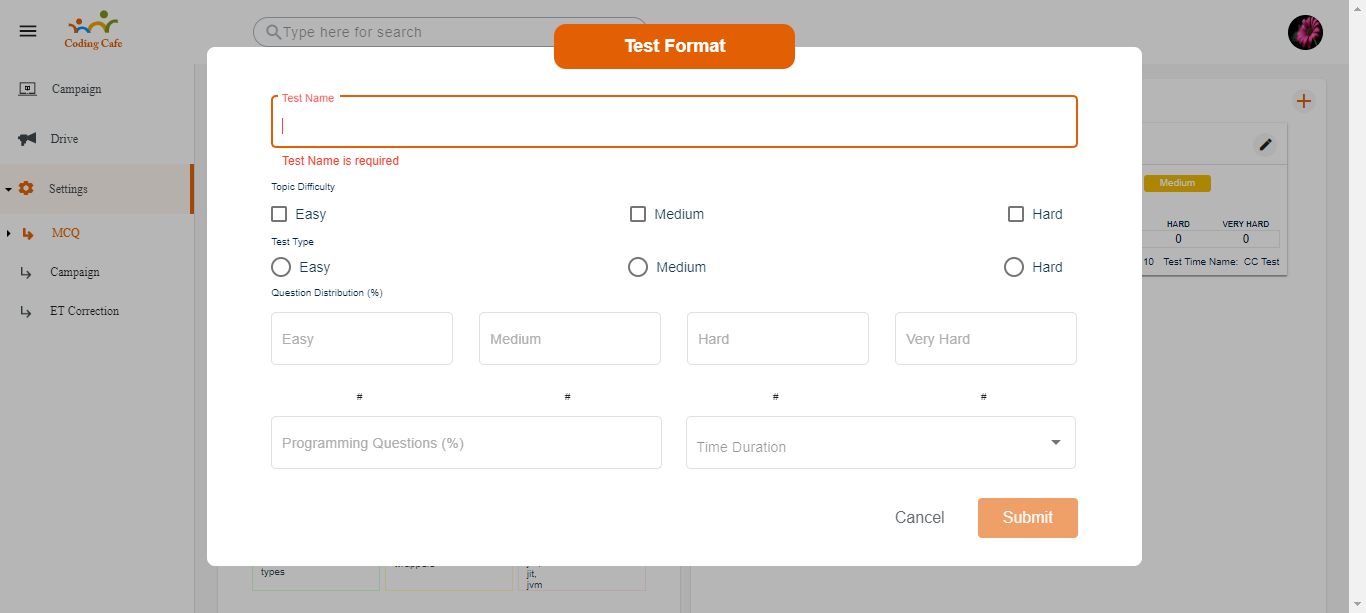 Coding Cafe
Type here for search
Test Format
Campaign
Drive
Settings
MCQ
Campaign
ET Correction
Test Name
Test Name is required
Topic Difficulty
Easy Medium Hard
Test Type
Easy Medium Hard
Question Distribution (%)
Easy Medium Hard Very Hard
# # # #
Programming Questions (%) Time Duration
Cancel Submit
Medium
HARD VERY HARD
0 0
10 Test Time Name: CC Test
types
jit,
jvm